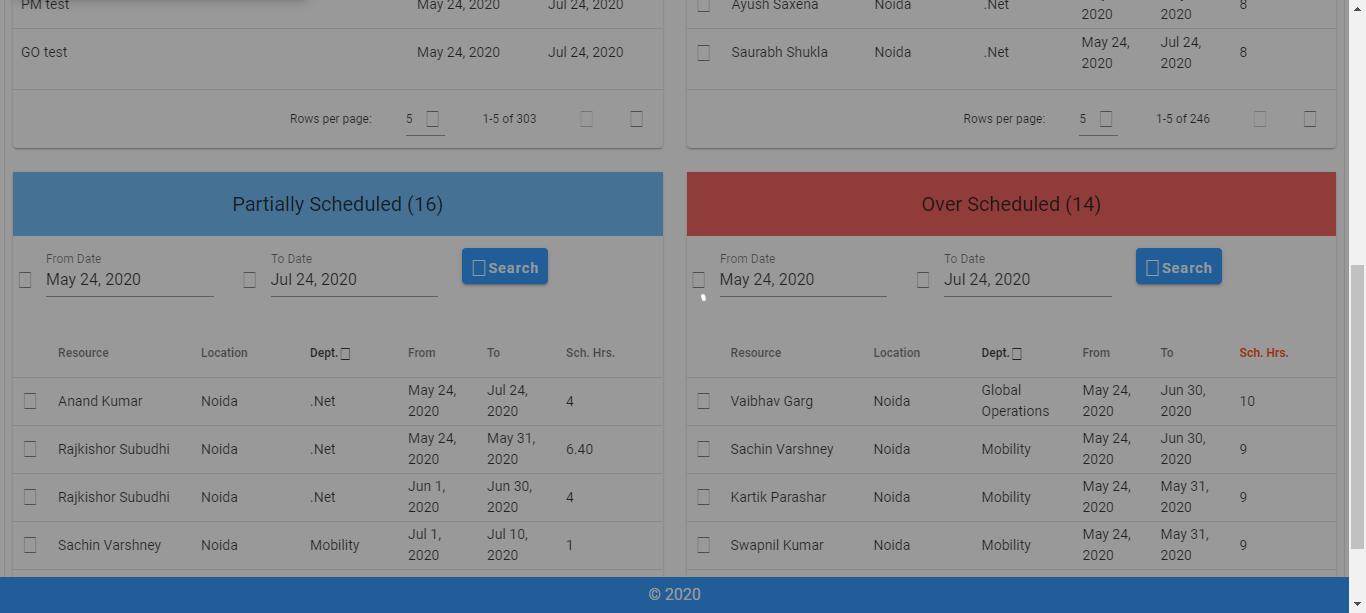 PM test May 24, 2020 Jul 24, 2020
GO test May 24, 2020 Jul 24, 2020
Rows per page: 5 1-5 of 303
Ayush Saxena Noida .Net May 24, 2020 Jul 24, 2020 8
Saurabh Shukla Noida .Net May 24, 2020 Jul 24, 2020 8
Rows per page: 5 1-5 of 246
Partially Scheduled (16)
From Date To Date
May 24, 2020 Jul 24, 2020 Search
Resource Location Dept. From To Sch. Hrs.
Anand Kumar Noida .Net May 24, 2020 Jul 24, 2020 4
Rajkishor Subudhi Noida .Net May 24, 2020 May 31, 2020 6.40
Rajkishor Subudhi Noida .Net Jun 1, 2020 Jun 30, 2020 4
Sachin Varshney Noida Mobility Jul 1, 2020 Jul 10, 2020 1
Over Scheduled (14)
From Date To Date
May 24, 2020 Jul 24, 2020 Search
Resource Location Dept. From To Sch. Hrs.
Vaibhav Garg Noida Global Operations May 24, 2020 Jun 30, 2020 10
Sachin Varshney Noida Mobility May 24, 2020 Jun 30, 2020 9
Kartik Parashar Noida Mobility May 24, 2020 May 31, 2020 9
Swapnil Kumar Noida Mobility May 24, 2020 May 31, 2020 9
© 2020